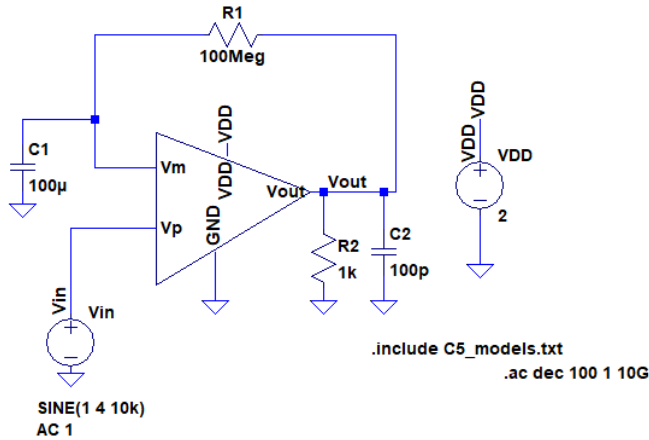 R1
100Meg
C1
100µ
Vm
Vp
VDD
VDD
GND
Vout
Vout
R2
1k
C2
100p
VDD
VDD
VDD
2
Vin
Vin
SINE(1 4 10k)
AC 1
.include C5_models.txt
.ac dec 100 1 10G